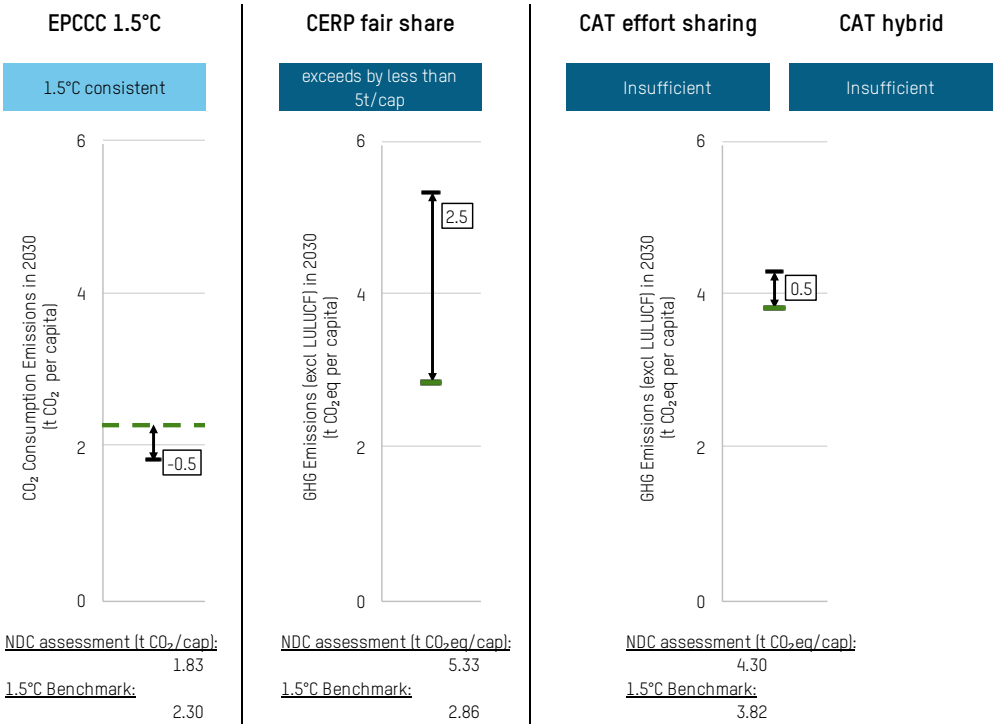 EPCCC 1.5°C
1.5°C consistent
6
4
2
0
CO₂ Consumption Emissions in 2030
(t CO₂ per capita)
-0.5
NDC assessment (t CO₂/cap):
1.83
1.5°C Benchmark:
2.30
CERP fair share
exceeds by less than
5t/cap
6
4
2
0
GHG Emissions (excl LULUCF) in 2030
(t CO₂eq per capita)
2.5
NDC assessment (t CO₂eq/cap):
5.33
1.5°C Benchmark:
2.86
CAT effort sharing
CAT hybrid
Insufficient
Insufficient
6
4
2
0
GHG Emissions (excl LULUCF) in 2030
(t CO₂eq per capita)
0.5
NDC assessment (t CO₂eq/cap):
4.30
1.5°C Benchmark:
3.82